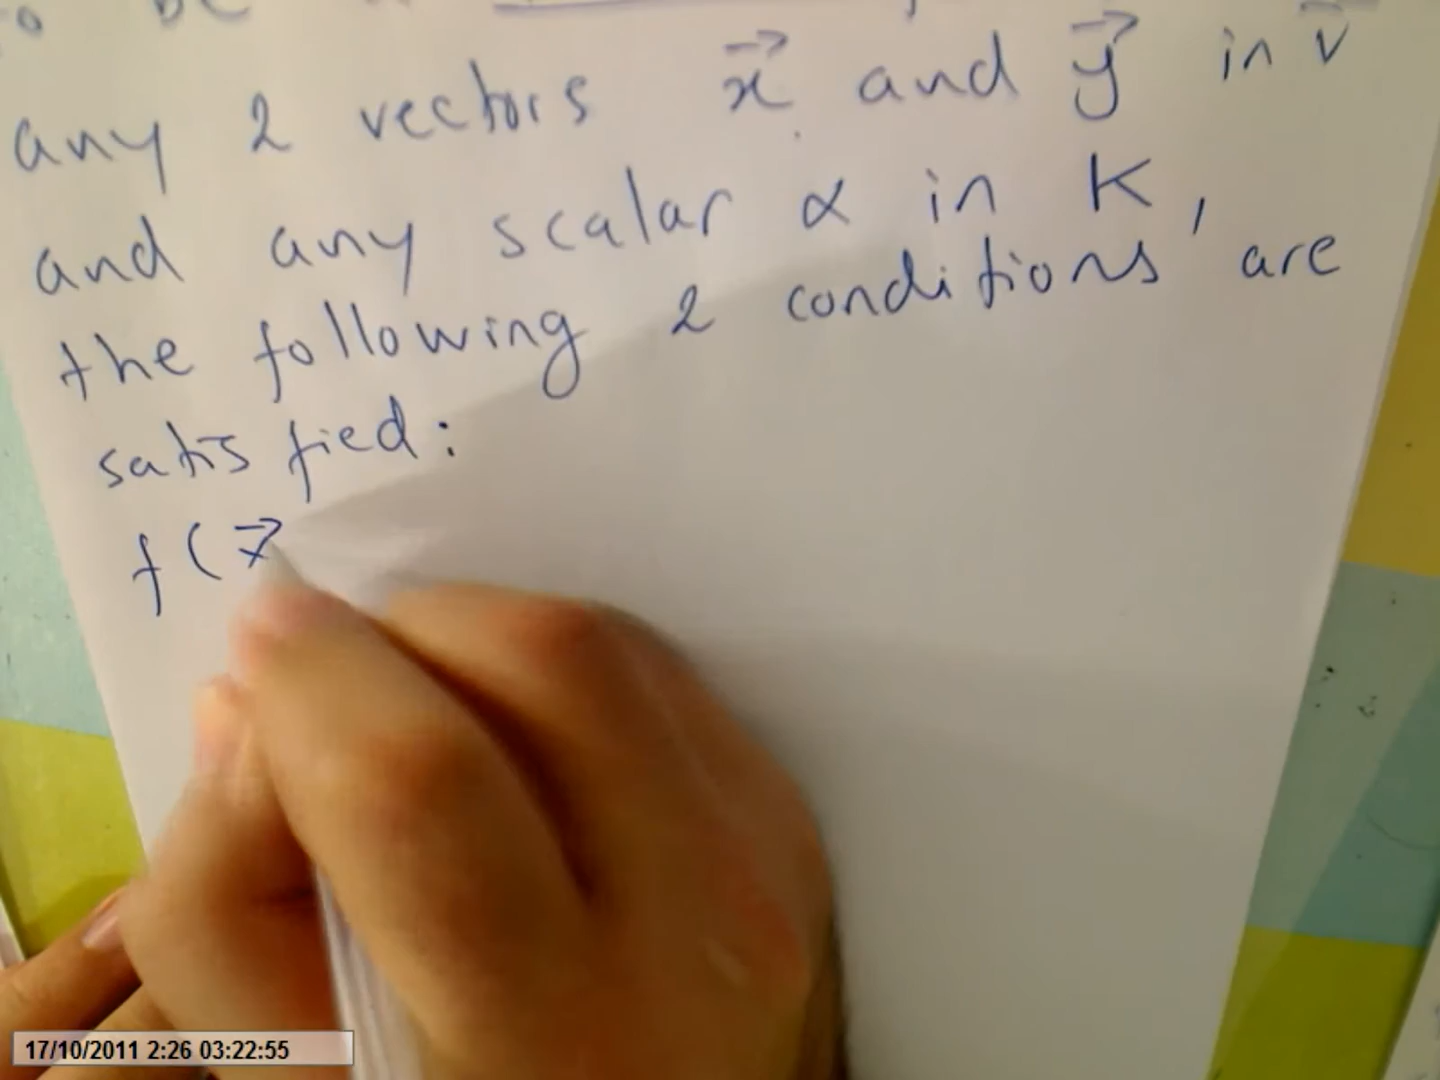 any 2 vectors x⃗ and y⃗ in V
and any scalar α in K,
the following 2 conditions are
satisfied:
f(x⃗
17/10/2011 2:26 03:22:55